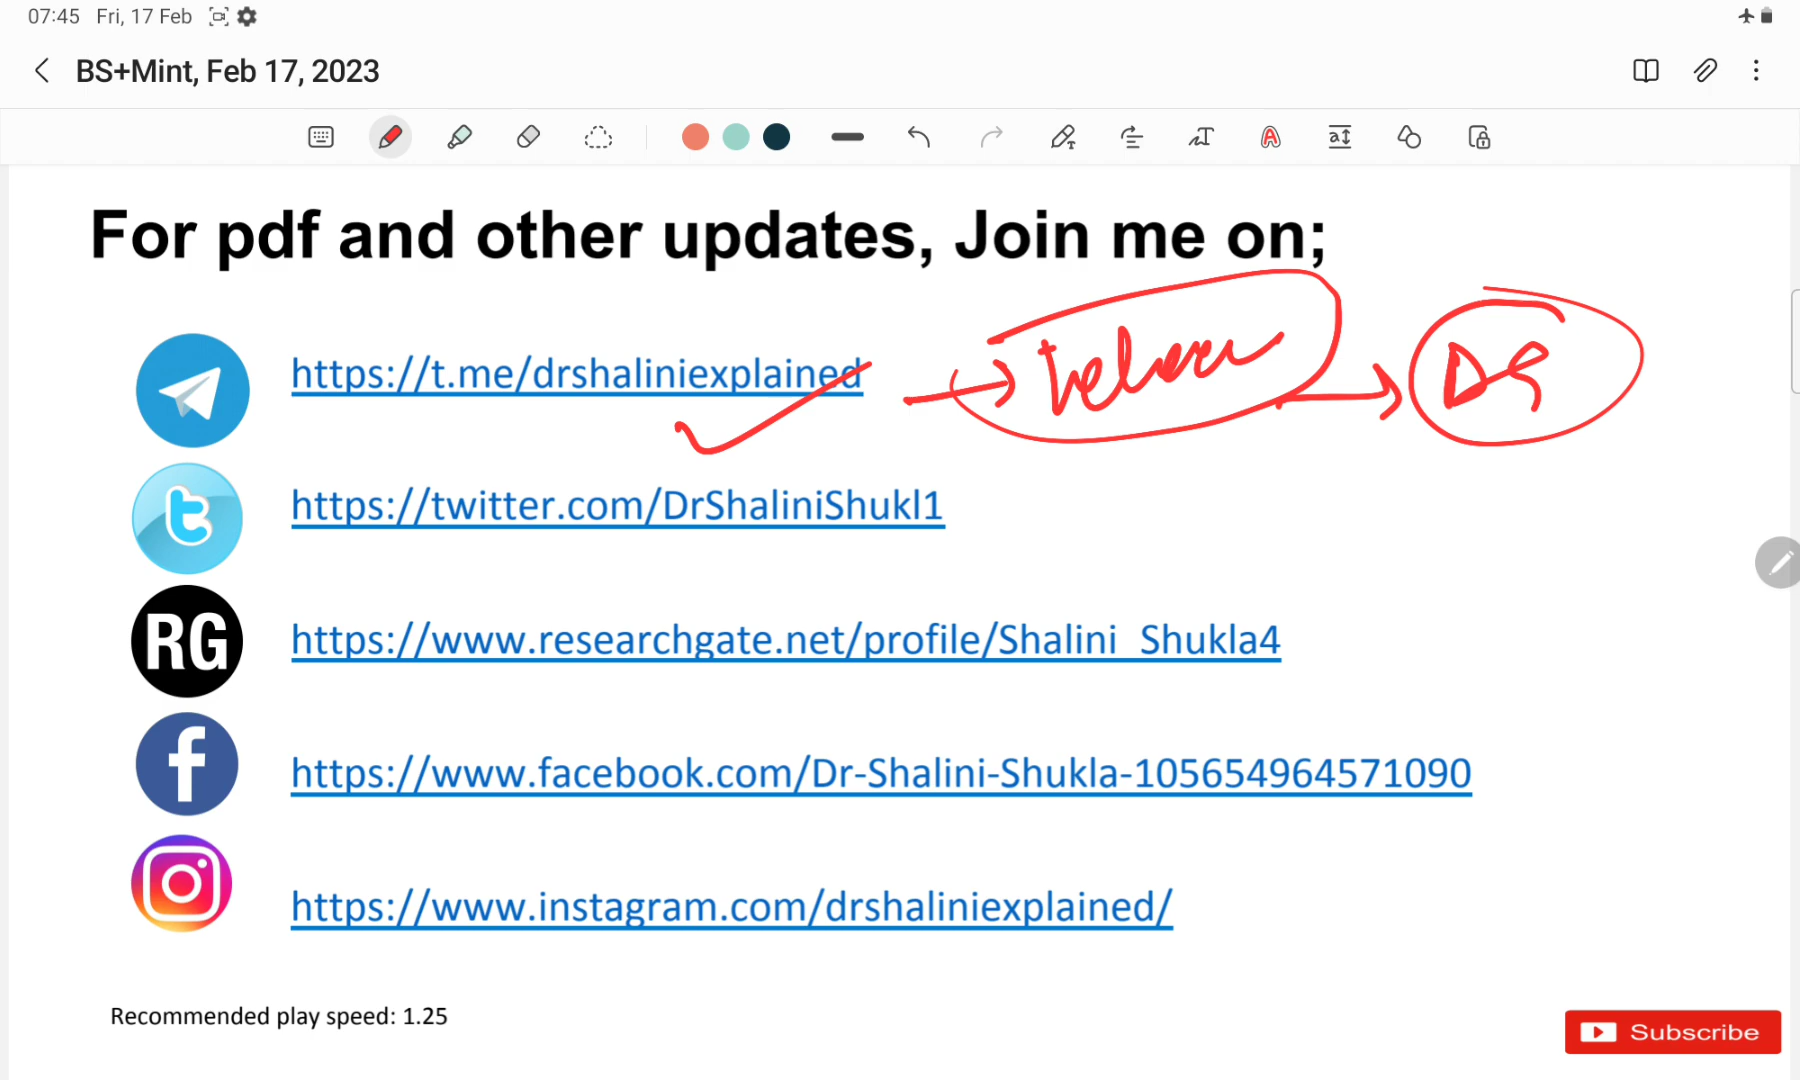 07:45 Fri, 17 Feb
BS+Mint, Feb 17, 2023
For pdf and other updates, Join me on;
https://t.me/drshaliniexplained
DS
https://twitter.com/DrShaliniShukl1
RG
https://www.researchgate.net/profile/Shalini_Shukla4
https://www.facebook.com/Dr-Shalini-Shukla-105654964571090
https://www.instagram.com/drshaliniexplained/
Recommended play speed: 1.25
Subscribe